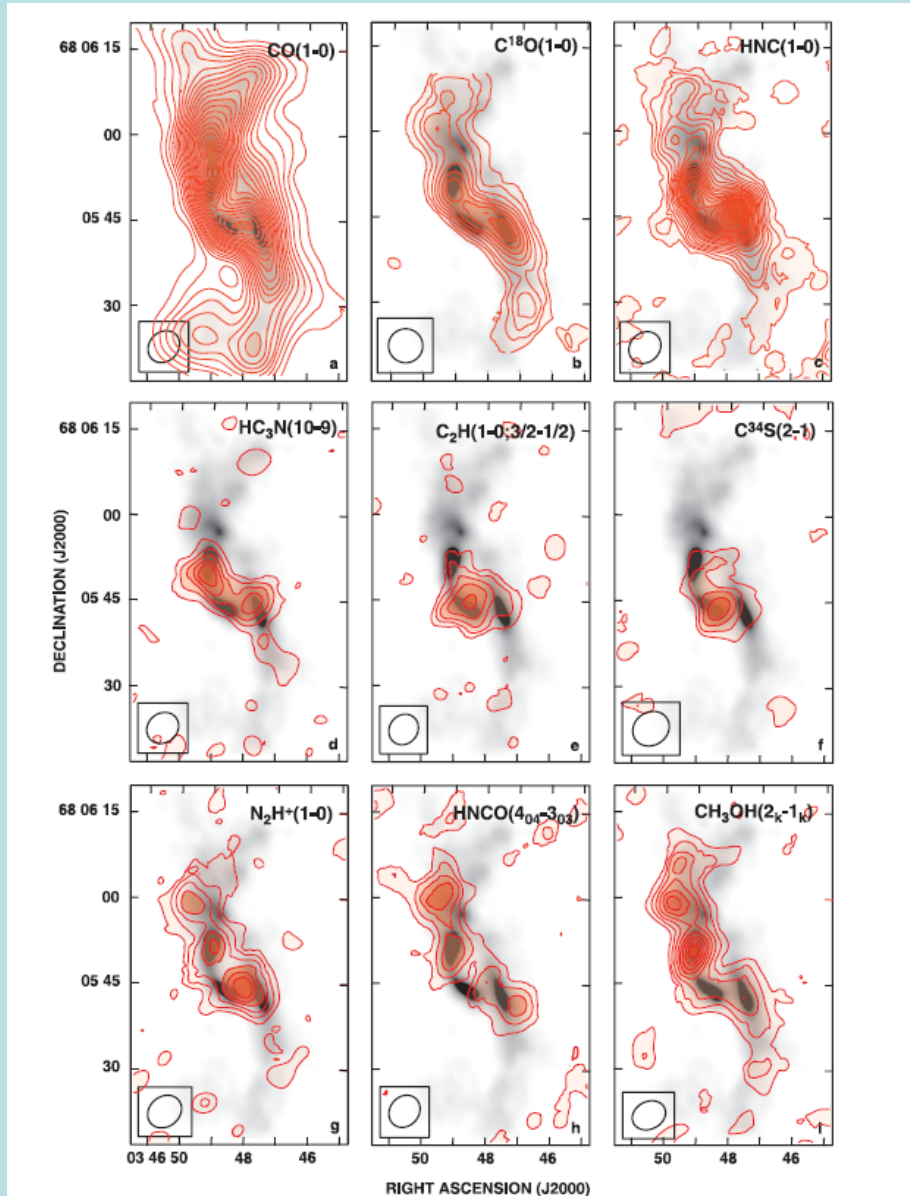 68 06 15
CO(1-0)
C¹⁸O(1-0)
HNC(1-0)
00
05 45
30
a
b
c
68 06 15
HC₃N(10-9)
C₂H(1-0;3/2-1/2)
C³⁴S(2-1)
00
DECLINATION (J2000)
05 45
30
d
e
f
68 06 15
N₂H⁺(1-0)
HNCO(4₀₄-3₀₃)
CH₃OH(2ₖ-1ₖ)
00
05 45
30
g
h
i
03 46 50 48 46
50 48 46
50 48 46
RIGHT ASCENSION (J2000)